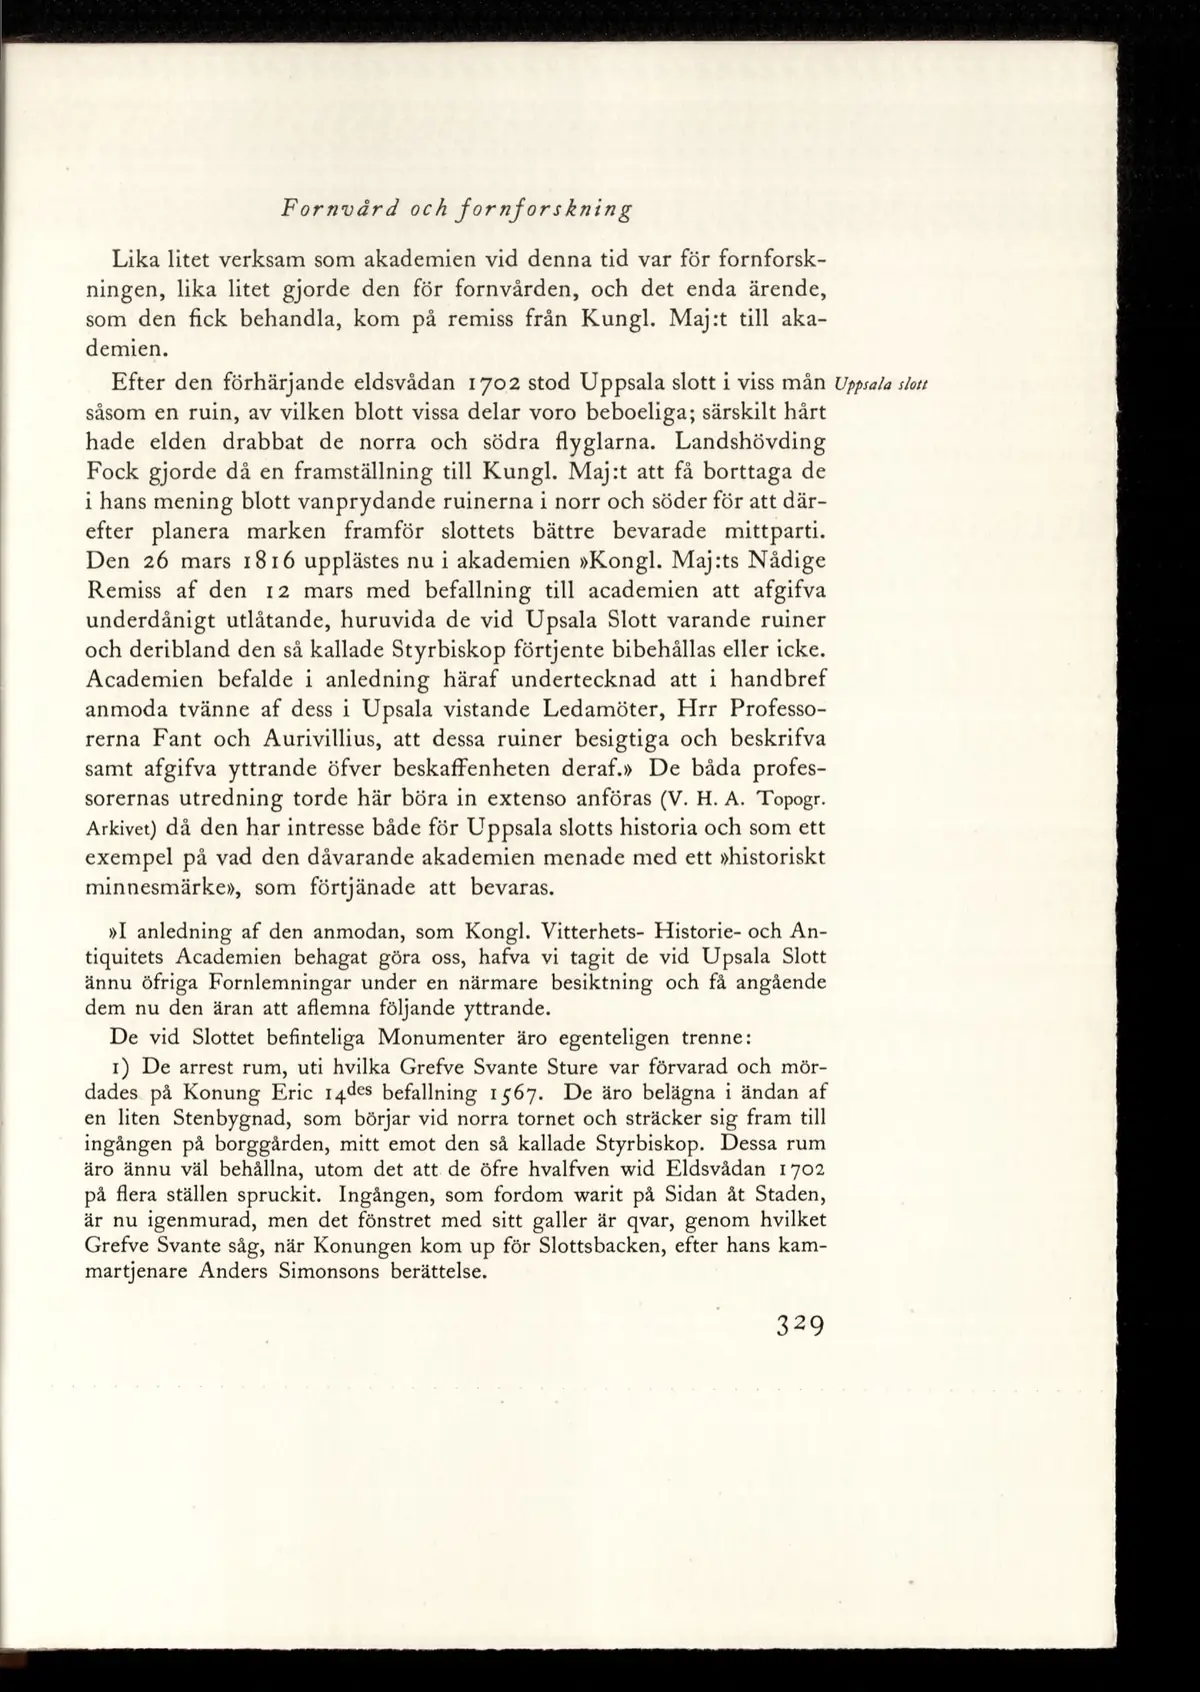 Fornvård och fornforskning
Lika litet verksam som akademien vid denna tid var för fornforsk-
ningen, lika litet gjorde den för fornvården, och det enda ärende,
som den fick behandla, kom på remiss från Kungl. Maj:t till aka-
demien.
Efter den förhärjande eldsvådan 1702 stod Uppsala slott i viss mån Uppsala slott
såsom en ruin, av vilken blott vissa delar voro beboeliga; särskilt hårt
hade elden drabbat de norra och södra flyglarna. Landshövding
Fock gjorde då en framställning till Kungl. Maj:t att få borttaga de
i hans mening blott vanprydande ruinerna i norr och söder för att där-
efter planera marken framför slottets bättre bevarade mittparti.
Den 26 mars 1816 upplästes nu i akademien »Kongl. Maj:ts Nådige
Remiss af den 12 mars med befallning till academien att afgifva
underdånigt utlåtande, huruvida de vid Upsala Slott varande ruiner
och deribland den så kallade Styrbiskop förtjente bibehållas eller icke.
Academien befalde i anledning häraf undertecknad att i handbref
anmoda tvänne af dess i Upsala vistande Ledamöter, Hrr Professo-
rerna Fant och Aurivillius, att dessa ruiner besigtiga och beskrifva
samt afgifva yttrande öfver beskaffenheten deraf.» De båda profes-
sorernas utredning torde här böra in extenso anföras (V. H. A. Topogr.
Arkivet) då den har intresse både för Uppsala slotts historia och som ett
exempel på vad den dåvarande akademien menade med ett »historiskt
minnesmärke», som förtjänade att bevaras.
»I anledning af den anmodan, som Kongl. Vitterhets- Historie- och An-
tiquitets Academien behagat göra oss, hafva vi tagit de vid Upsala Slott
ännu öfriga Fornlemningar under en närmare besiktning och få angående
dem nu den äran att aflemna följande yttrande.
De vid Slottet befinteliga Monumenter äro egenteligen trenne:
1) De arrest rum, uti hvilka Grefve Svante Sture var förvarad och mör-
dades på Konung Eric 14des befallning 1567. De äro belägna i ändan af
en liten Stenbygnad, som börjar vid norra tornet och sträcker sig fram till
ingången på borggården, mitt emot den så kallade Styrbiskop. Dessa rum
äro ännu väl behållna, utom det att de öfre hvalfven wid Eldsvådan 1702
på flera ställen spruckit. Ingången, som fordom warit på Sidan åt Staden,
är nu igenmurad, men det fönstret med sitt galler är qvar, genom hvilket
Grefve Svante såg, när Konungen kom up för Slottsbacken, efter hans kam-
martjenare Anders Simonsons berättelse.
329